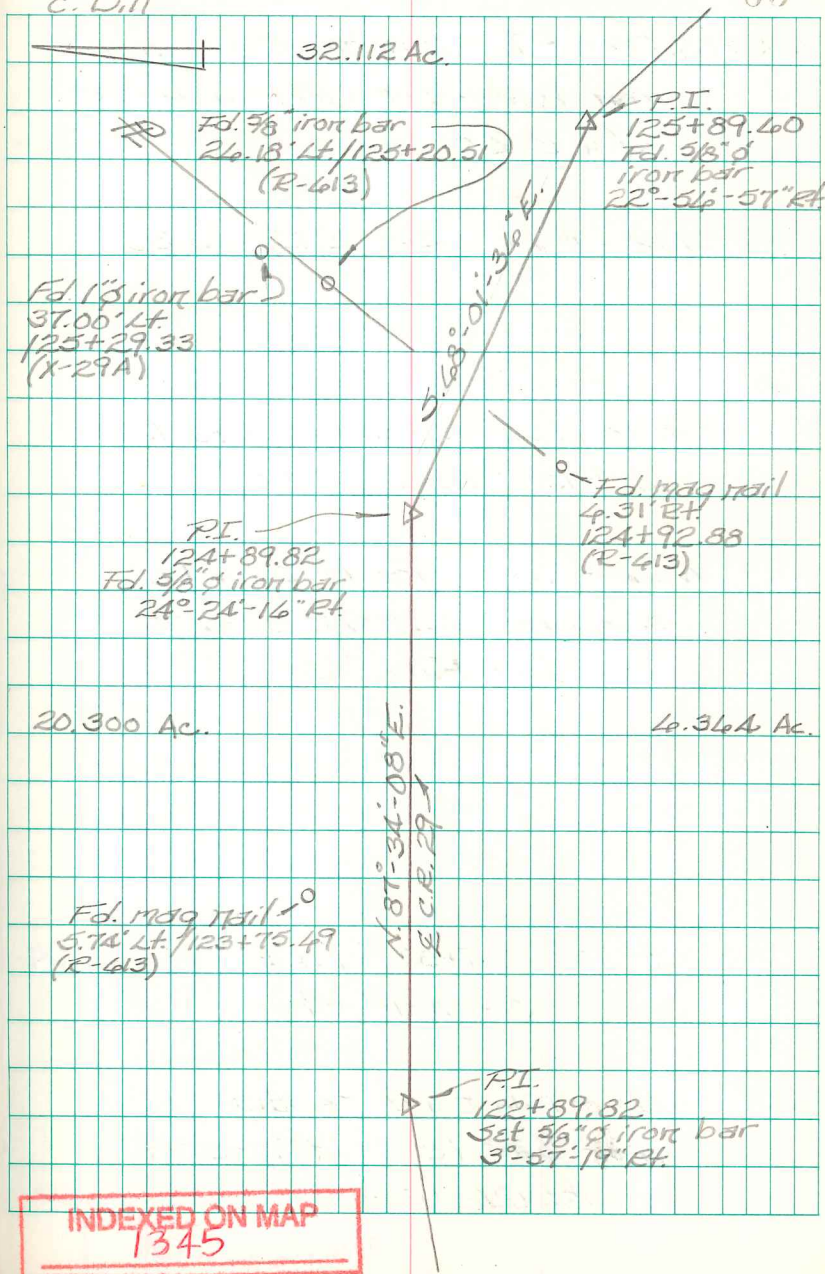 C. Dill
32.112 Ac.
P.I.
125+89.60
Fd. 5/8"ø
iron bar
22°-56'-57" Rt.
Fd. 5/8" iron bar
26.18' Lt./125+20.51
(R-613)
S.68°-01'-36"E.
Fd. 1"ø iron bar
37.00' Lt.
125+29.33
(X-29A)
Fd. mag nail
6.31' Rt.
124+92.88
(R-613)
P.I.
124+89.82
Fd. 5/8"ø iron bar
24°-24'-16" Rt.
20.300 Ac.
6.364 Ac.
N.87°-34'-08"E.
℄ C.R. 29
Fd. mag nail
5.74' Lt./123+75.49
(R-613)
P.I.
122+89.82
Set 5/8"ø iron bar
3°-57'-19" Rt.
INDEXED ON MAP
1345